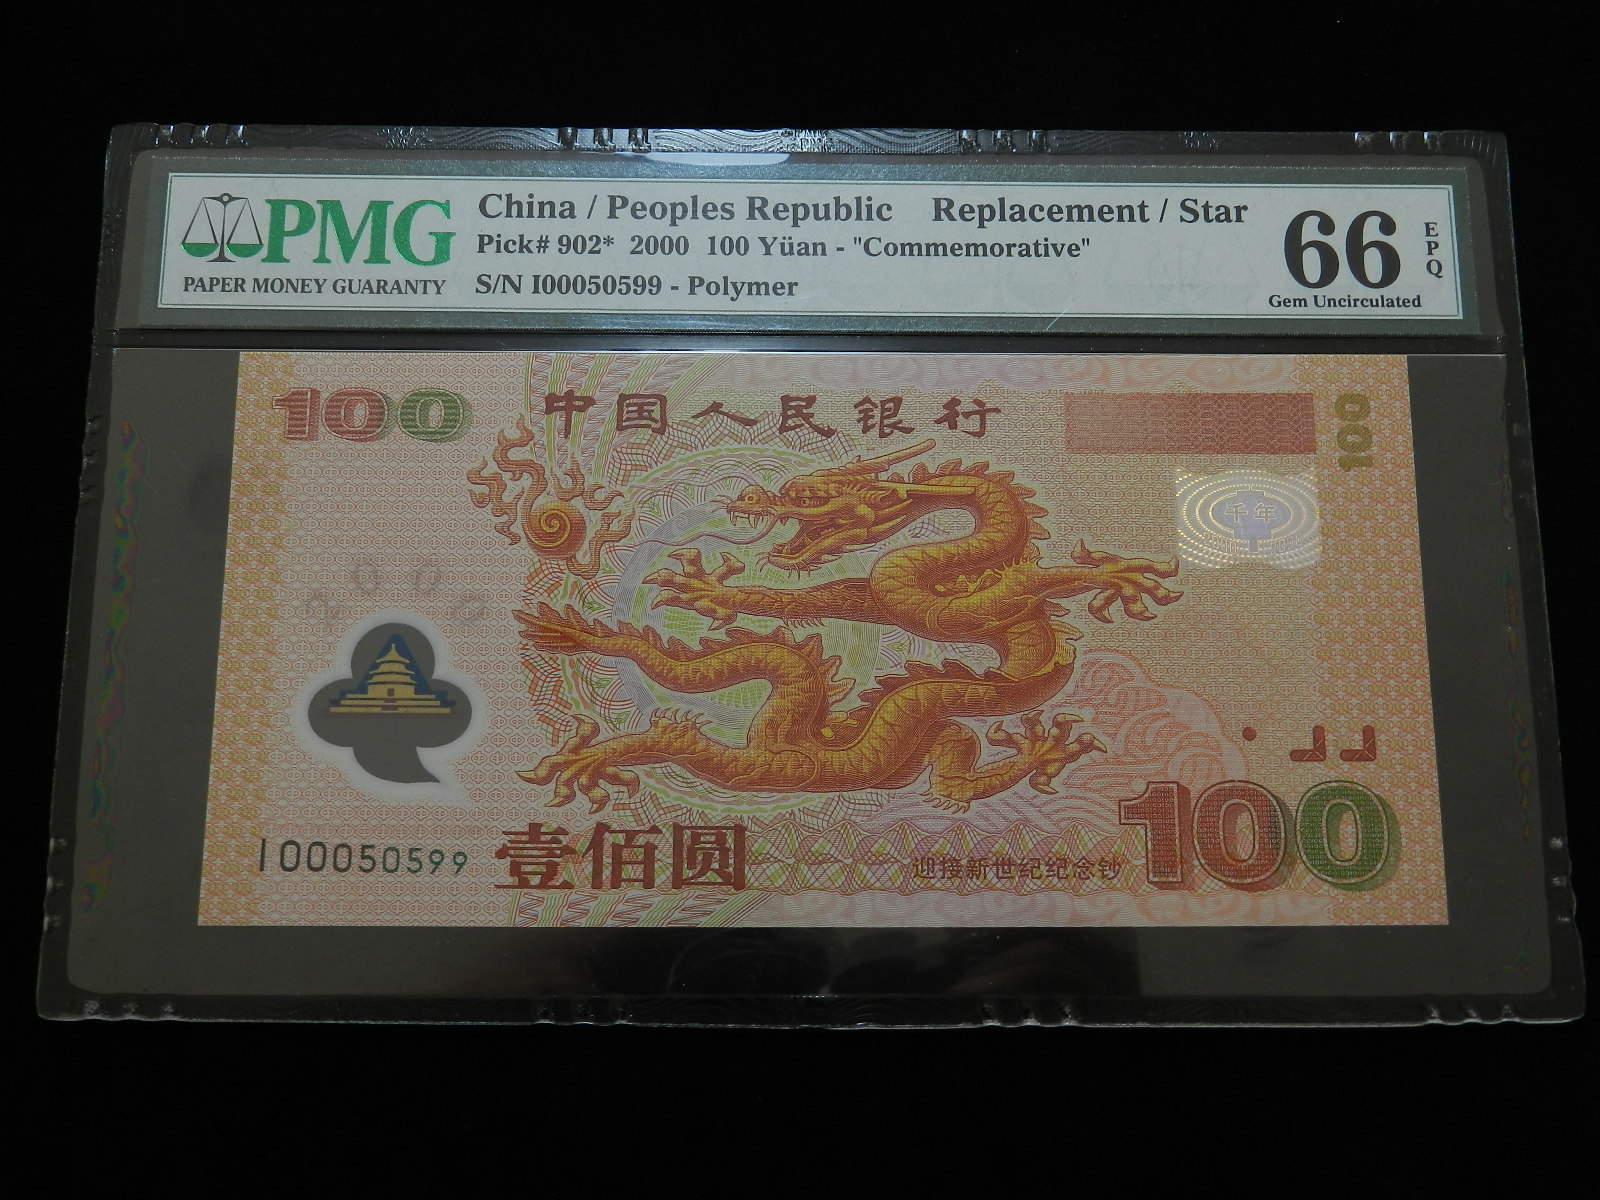 PMG
PAPER MONEY GUARANTY
China / Peoples Republic Replacement / Star
Pick# 902* 2000 100 Yüan - "Commemorative"
S/N I00050599 - Polymer
66
EPQ
Gem Uncirculated
100
中国人民银行
100
千年
2000
I00050599
壹佰圆
迎接新世纪纪念钞
100